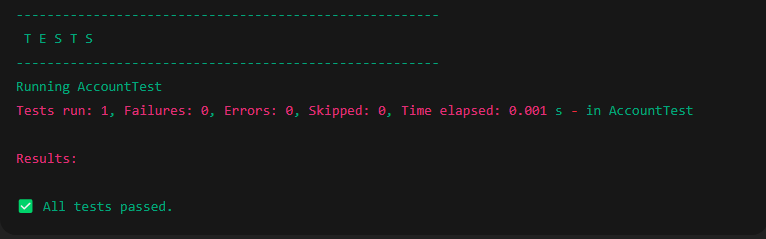 -------------------------------------------------------
T E S T S
-------------------------------------------------------
Running AccountTest
Tests run: 1, Failures: 0, Errors: 0, Skipped: 0, Time elapsed: 0.001 s - in AccountTest
Results:
✅ All tests passed.